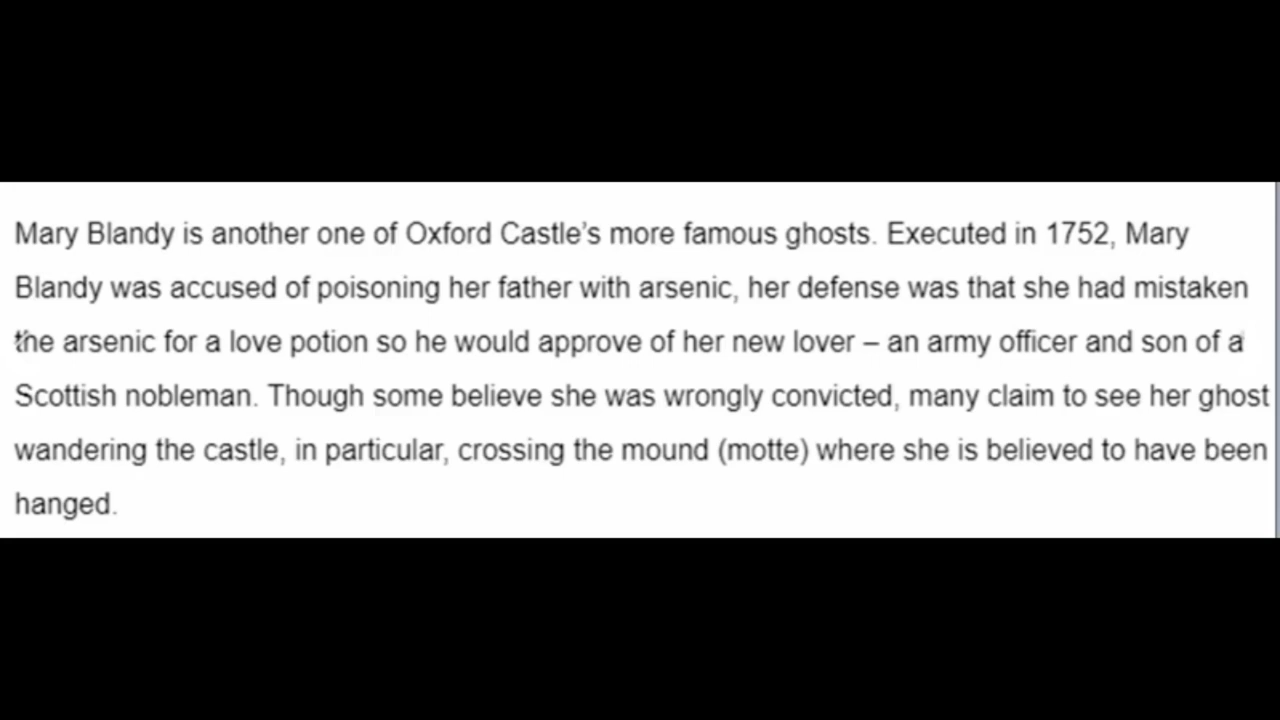 Mary Blandy is another one of Oxford Castle’s more famous ghosts. Executed in 1752, Mary
Blandy was accused of poisoning her father with arsenic, her defense was that she had mistaken
the arsenic for a love potion so he would approve of her new lover – an army officer and son of a
Scottish nobleman. Though some believe she was wrongly convicted, many claim to see her ghost
wandering the castle, in particular, crossing the mound (motte) where she is believed to have been
hanged.